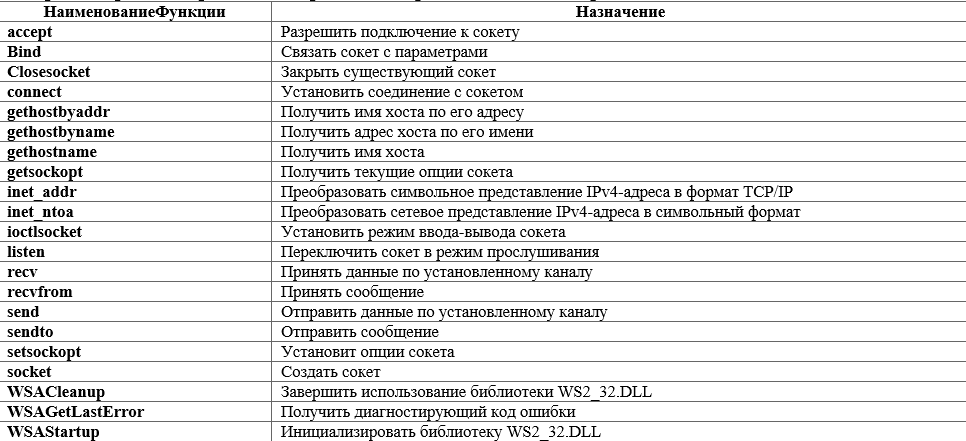 НаименованиеФункции Назначение
accept Разрешить подключение к сокету
Bind Связать сокет с параметрами
Closesocket Закрыть существующий сокет
connect Установить соединение с сокетом
gethostbyaddr Получить имя хоста по его адресу
gethostbyname Получить адрес хоста по его имени
gethostname Получить имя хоста
getsockopt Получить текущие опции сокета
inet_addr Преобразовать символьное представление IPv4-адреса в формат TCP/IP
inet_ntoa Преобразовать сетевое представление IPv4-адреса в символьный формат
ioctlsocket Установить режим ввода-вывода сокета
listen Переключить сокет в режим прослушивания
recv Принять данные по установленному каналу
recvfrom Принять сообщение
send Отправить данные по установленному каналу
sendto Отправить сообщение
setsockopt Установит опции сокета
socket Создать сокет
WSACleanup Завершить использование библиотеки WS2_32.DLL
WSAGetLastError Получить диагностирующий код ошибки
WSAStartup Инициализировать библиотеку WS2_32.DLL